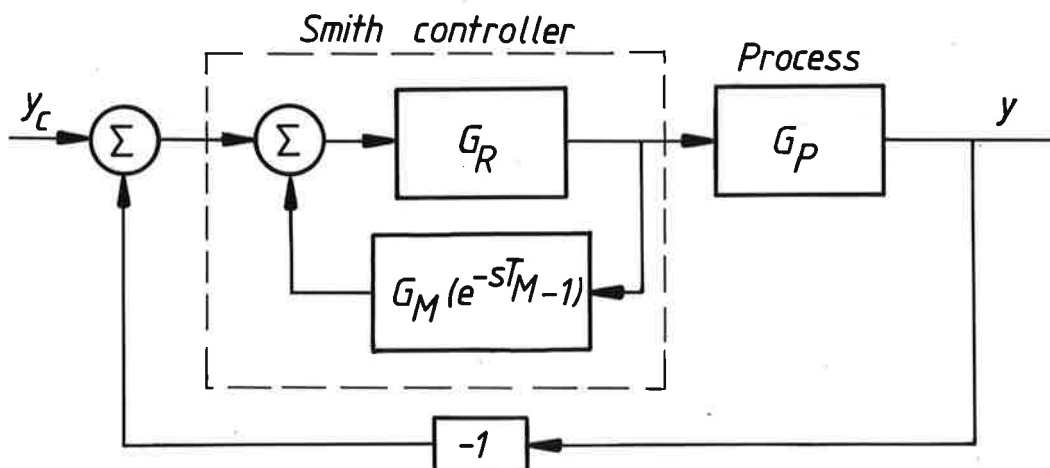 Smith controller
Process
y_c
Σ
Σ
G_R
G_P
y
G_M(e^{-sT_M}-1)
-1